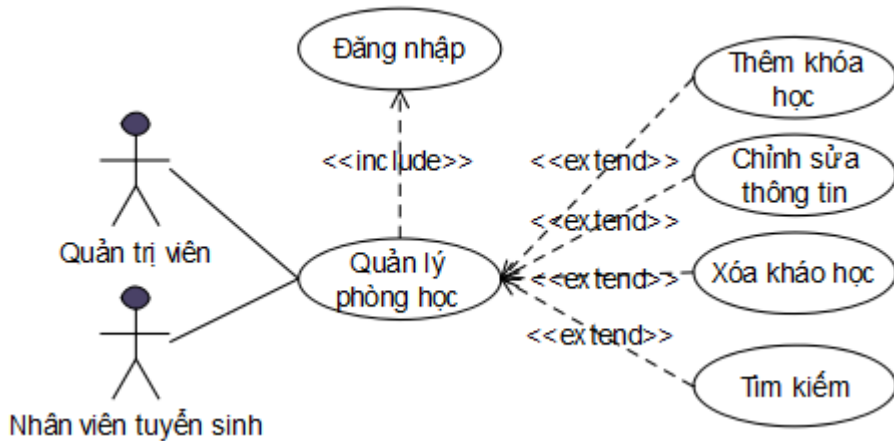 Đăng nhập
Thêm khóa
học
<<include>>
<<extend>>
Chỉnh sửa
thông tin
<<extend>>
Quản trị viên
Quản lý
phòng học
<<extend>>
Xóa kháo học
<<extend>>
Tim kiếm
Nhân viên tuyển sinh